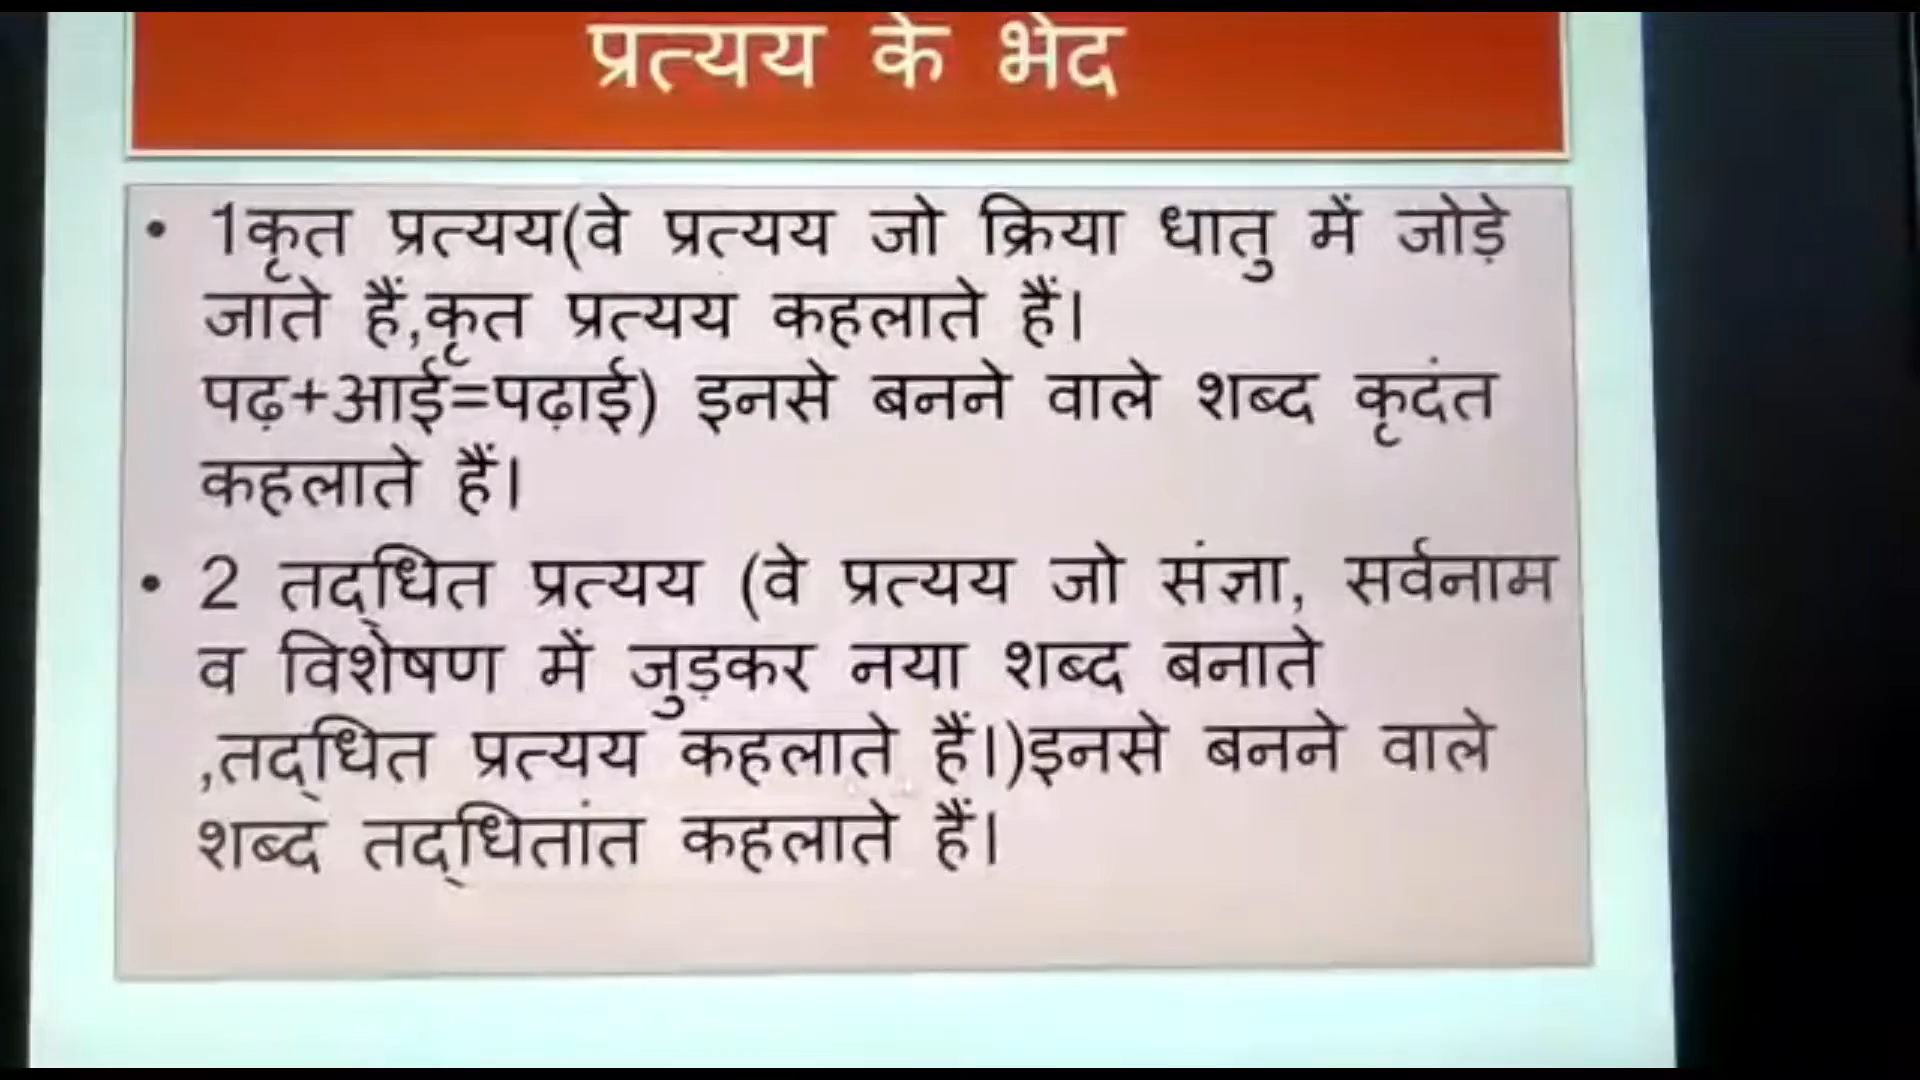 प्रत्यय के भेद
• 1कृत प्रत्यय(वे प्रत्यय जो क्रिया धातु में जोड़े
जाते हैं,कृत प्रत्यय कहलाते हैं।
पढ़+आई=पढ़ाई) इनसे बनने वाले शब्द कृदंत
कहलाते हैं।
• 2 तद्धित प्रत्यय (वे प्रत्यय जो संज्ञा, सर्वनाम
व विशेषण में जुड़कर नया शब्द बनाते
,तद्धित प्रत्यय कहलाते हैं।)इनसे बनने वाले
शब्द तद्धितांत कहलाते हैं।